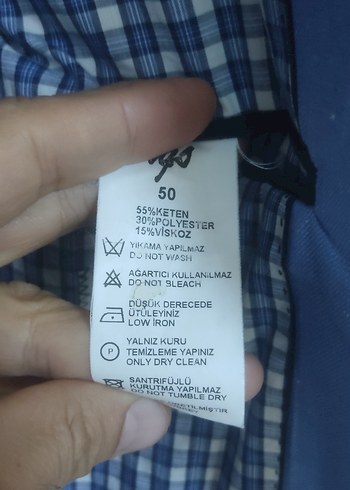 50
55%KETEN
30%POLYESTER
15%VİSKOZ
YIKAMA YAPILMAZ
DO NOT WASH
AĞARTICI KULLANILMAZ
DO NOT BLEACH
DÜŞÜK DERECEDE
ÜTÜLEYİNİZ
LOW IRON
P
YALNIZ KURU
TEMİZLEME YAPINIZ
ONLY DRY CLEAN
SANTRİFÜJLÜ
KURUTMA YAPILMAZ
DO NOT TUMBLE DRY